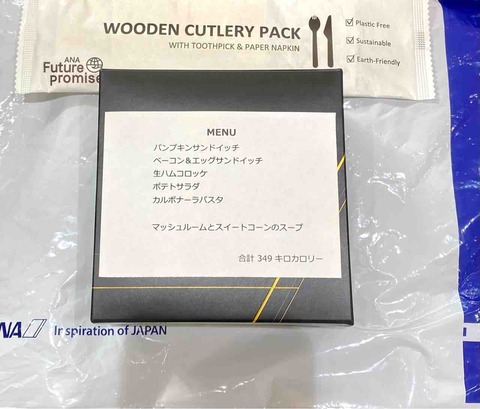 WOODEN CUTLERY PACK
WITH TOOTHPICK & PAPER NAPKIN
Plastic Free
Sustainable
Earth-Friendly
ANA
Future
promise
MENU
パンプキンサンドイッチ
ベーコン＆エッグサンドイッチ
生ハムコロッケ
ポテトサラダ
カルボナーラパスタ
マッシュルームとスイートコーンのスープ
合計 349 キロカロリー
NA Inspiration of JAPAN